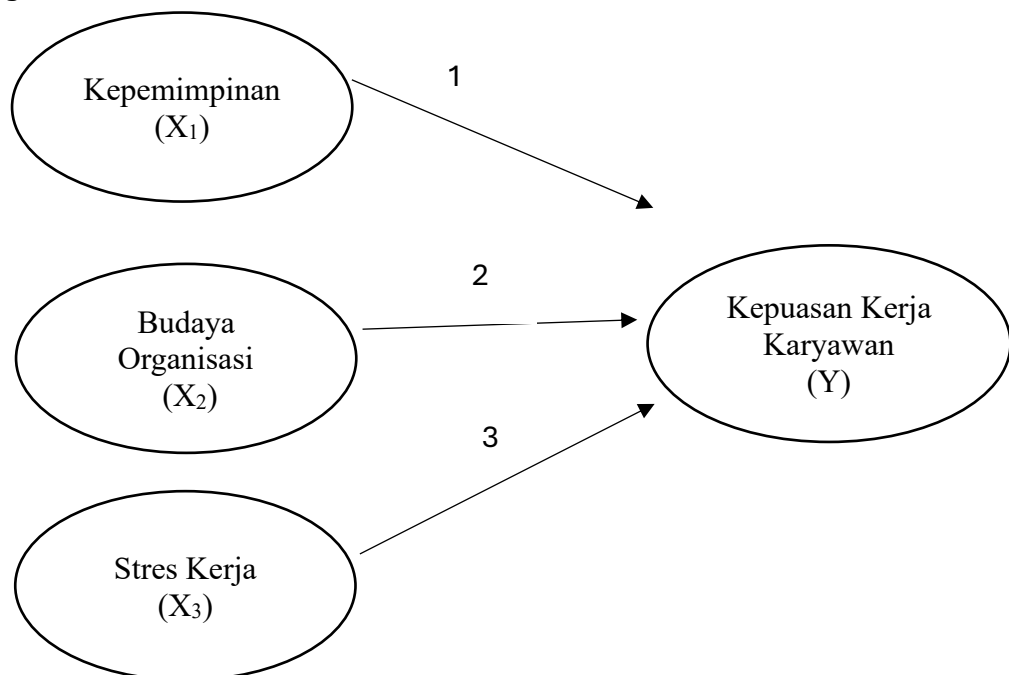 Kepemimpinan
(X₁)
1
Budaya
Organisasi
(X₂)
2
Kepuasan Kerja
Karyawan
(Y)
3
Stres Kerja
(X₃)